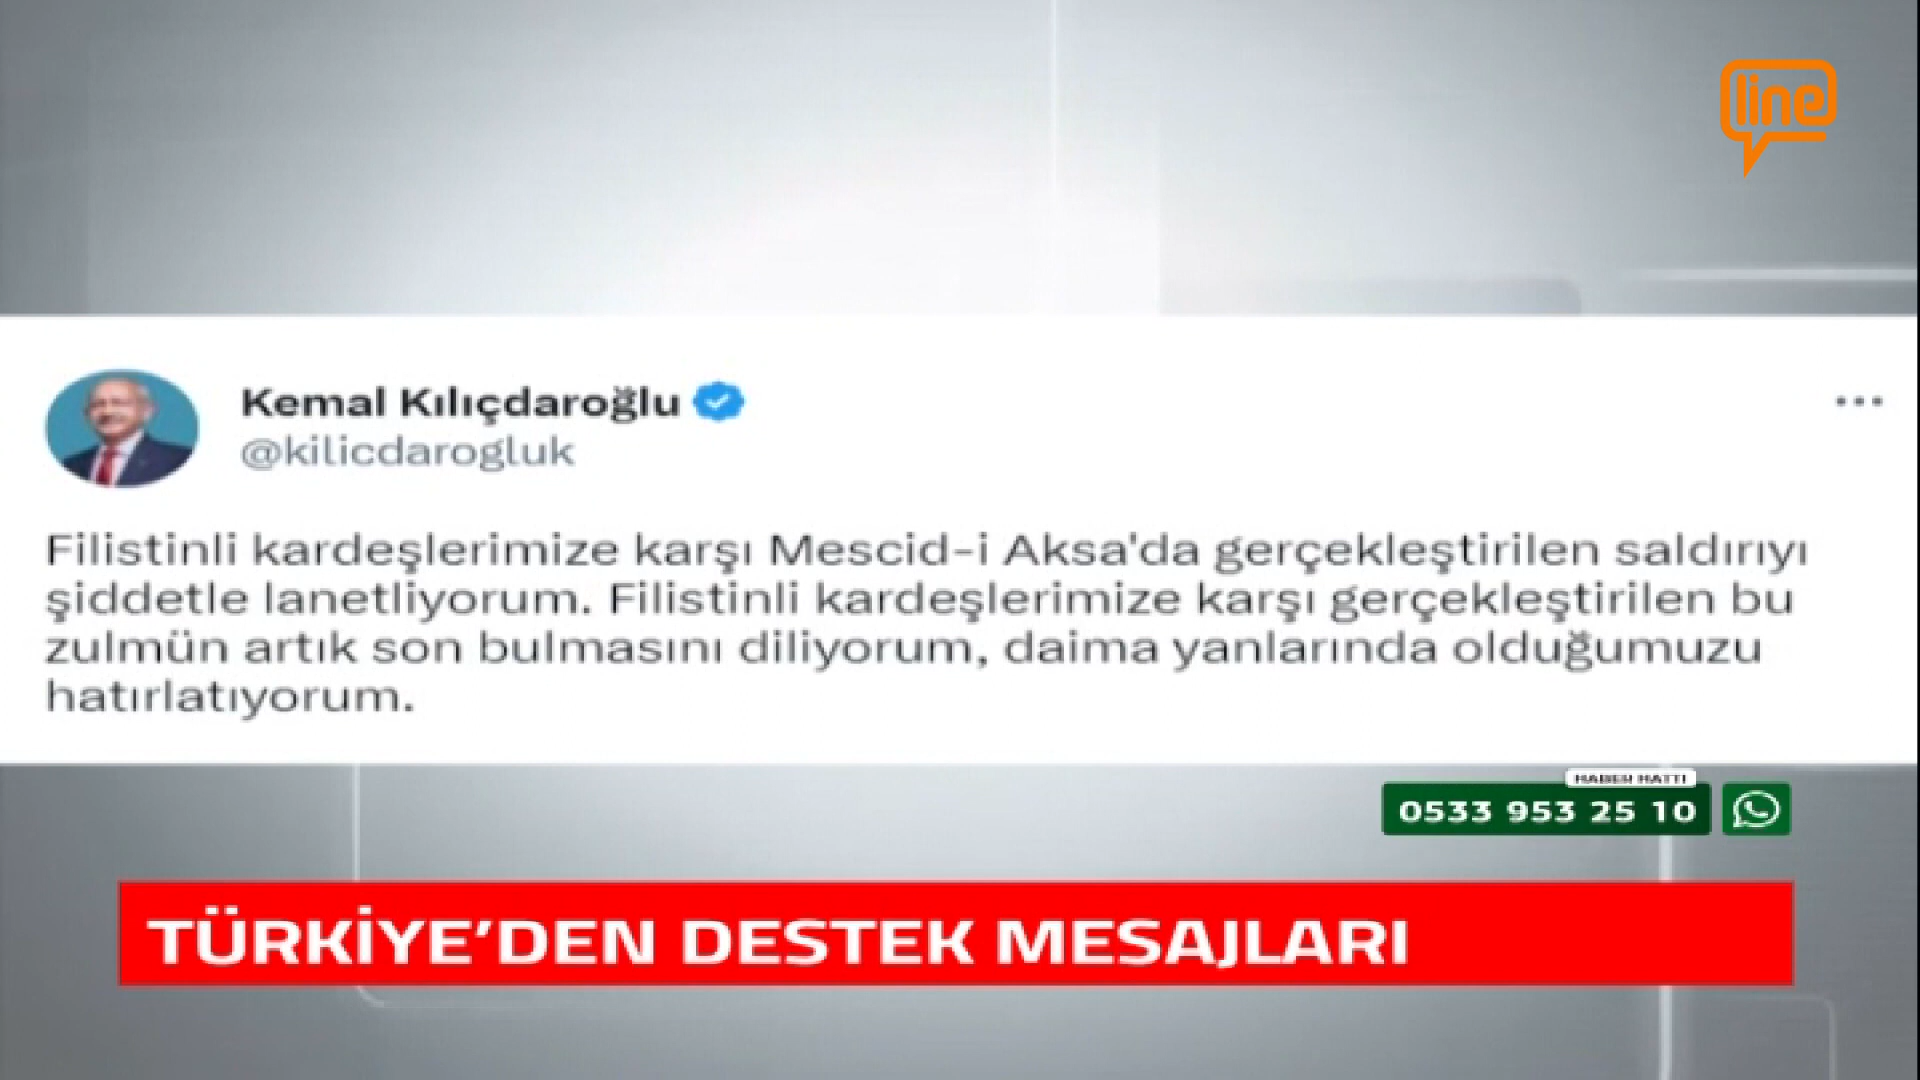 line
Kemal Kılıçdaroğlu
@kilicdarogluk
Filistinli kardeşlerimize karşı Mescid-i Aksa'da gerçekleştirilen saldırıyı
şiddetle lanetliyorum. Filistinli kardeşlerimize karşı gerçekleştirilen bu
zulmün artık son bulmasını diliyorum, daima yanlarında olduğumuzu
hatırlatıyorum.
HABER HATTI
0533 953 25 10
TÜRKİYE’DEN DESTEK MESAJLARI